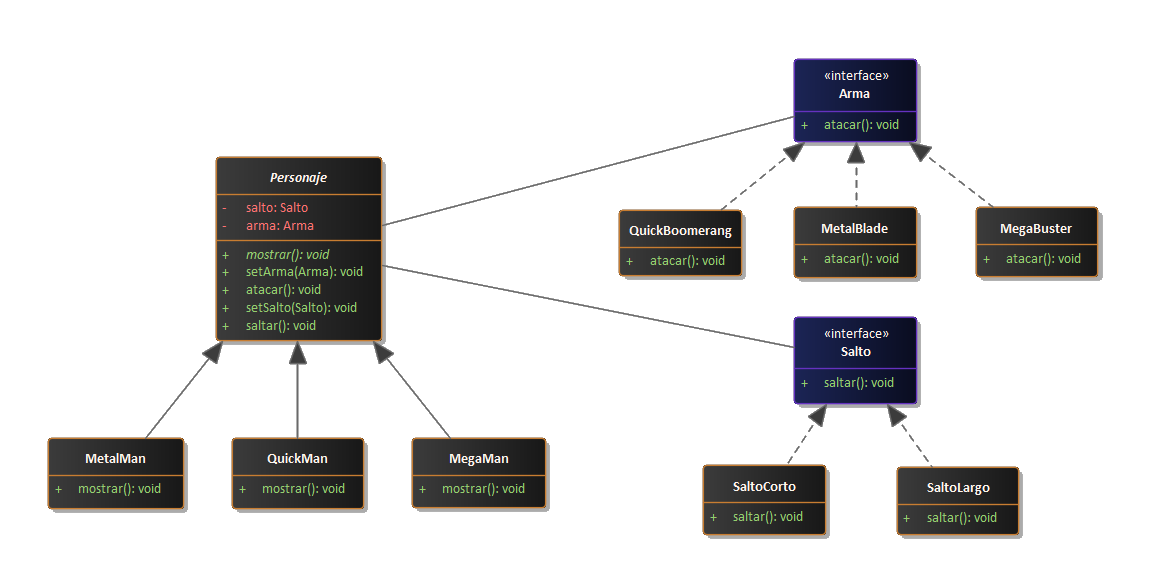 «interface»
Arma
+ atacar(): void
Personaje
- salto: Salto
- arma: Arma
+ mostrar(): void
+ setArma(Arma): void
+ atacar(): void
+ setSalto(Salto): void
+ saltar(): void
QuickBoomerang
+ atacar(): void
MetalBlade
+ atacar(): void
MegaBuster
+ atacar(): void
«interface»
Salto
+ saltar(): void
MetalMan
+ mostrar(): void
QuickMan
+ mostrar(): void
MegaMan
+ mostrar(): void
SaltoCorto
+ saltar(): void
SaltoLargo
+ saltar(): void